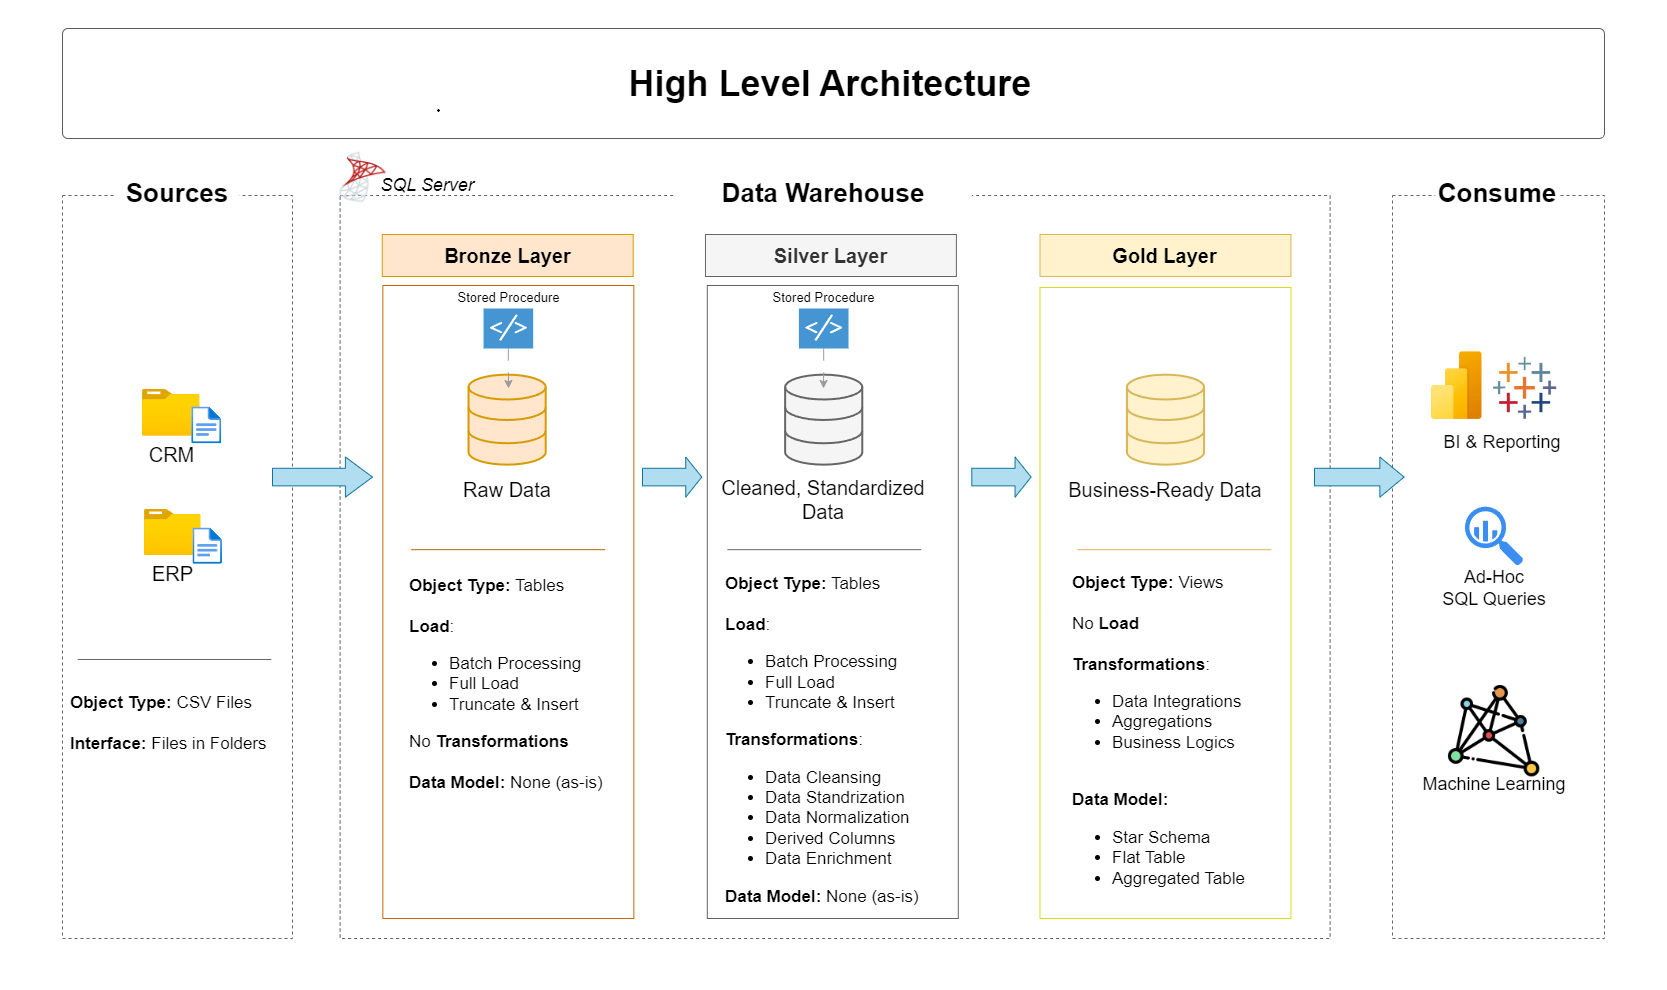 High Level Architecture
SQL Server
Sources
Data Warehouse
Consume
CRM
ERP
Object Type: CSV Files
Interface: Files in Folders
Bronze Layer
Stored Procedure
</>
Raw Data
Object Type: Tables
Load:
Batch Processing
Full Load
Truncate & Insert
No Transformations
Data Model: None (as-is)
Silver Layer
Stored Procedure
</>
Cleaned, Standardized
Data
Object Type: Tables
Load:
Batch Processing
Full Load
Truncate & Insert
Transformations:
Data Cleansing
Data Standrization
Data Normalization
Derived Columns
Data Enrichment
Data Model: None (as-is)
Gold Layer
Business-Ready Data
Object Type: Views
No Load
Transformations:
Data Integrations
Aggregations
Business Logics
Data Model:
Star Schema
Flat Table
Aggregated Table
BI & Reporting
Ad-Hoc
SQL Queries
Machine Learning